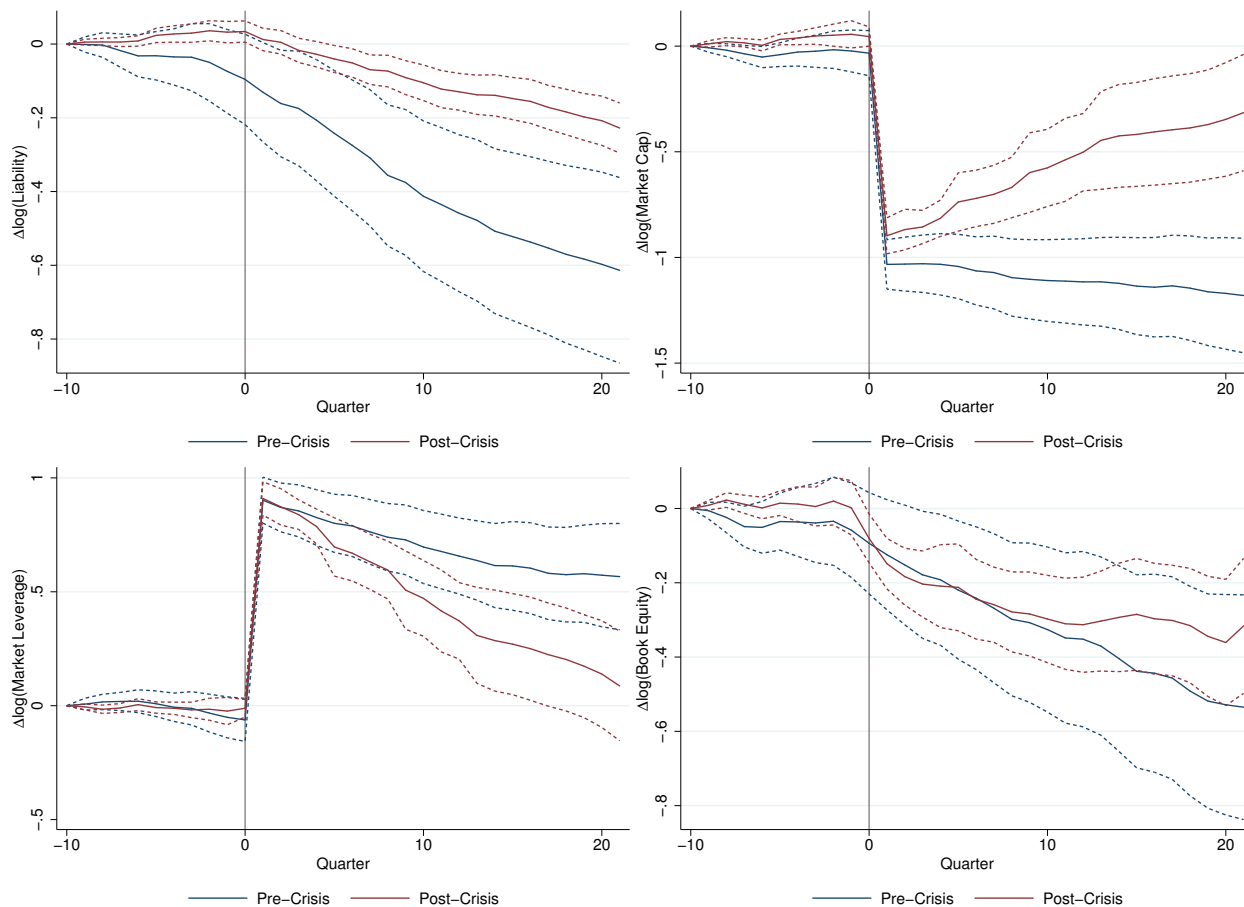 Δlog(Liability)
0
−.2
−.4
−.6
−.8
−10
0
10
20
Quarter
Pre−Crisis
Post−Crisis
Δlog(Market Cap)
0
−.5
−1
−1.5
−10
0
10
20
Quarter
Pre−Crisis
Post−Crisis
Δlog(Market Leverage)
1
.5
0
−.5
−10
0
10
20
Quarter
Pre−Crisis
Post−Crisis
Δlog(Book Equity)
0
−.2
−.4
−.6
−.8
−10
0
10
20
Quarter
Pre−Crisis
Post−Crisis